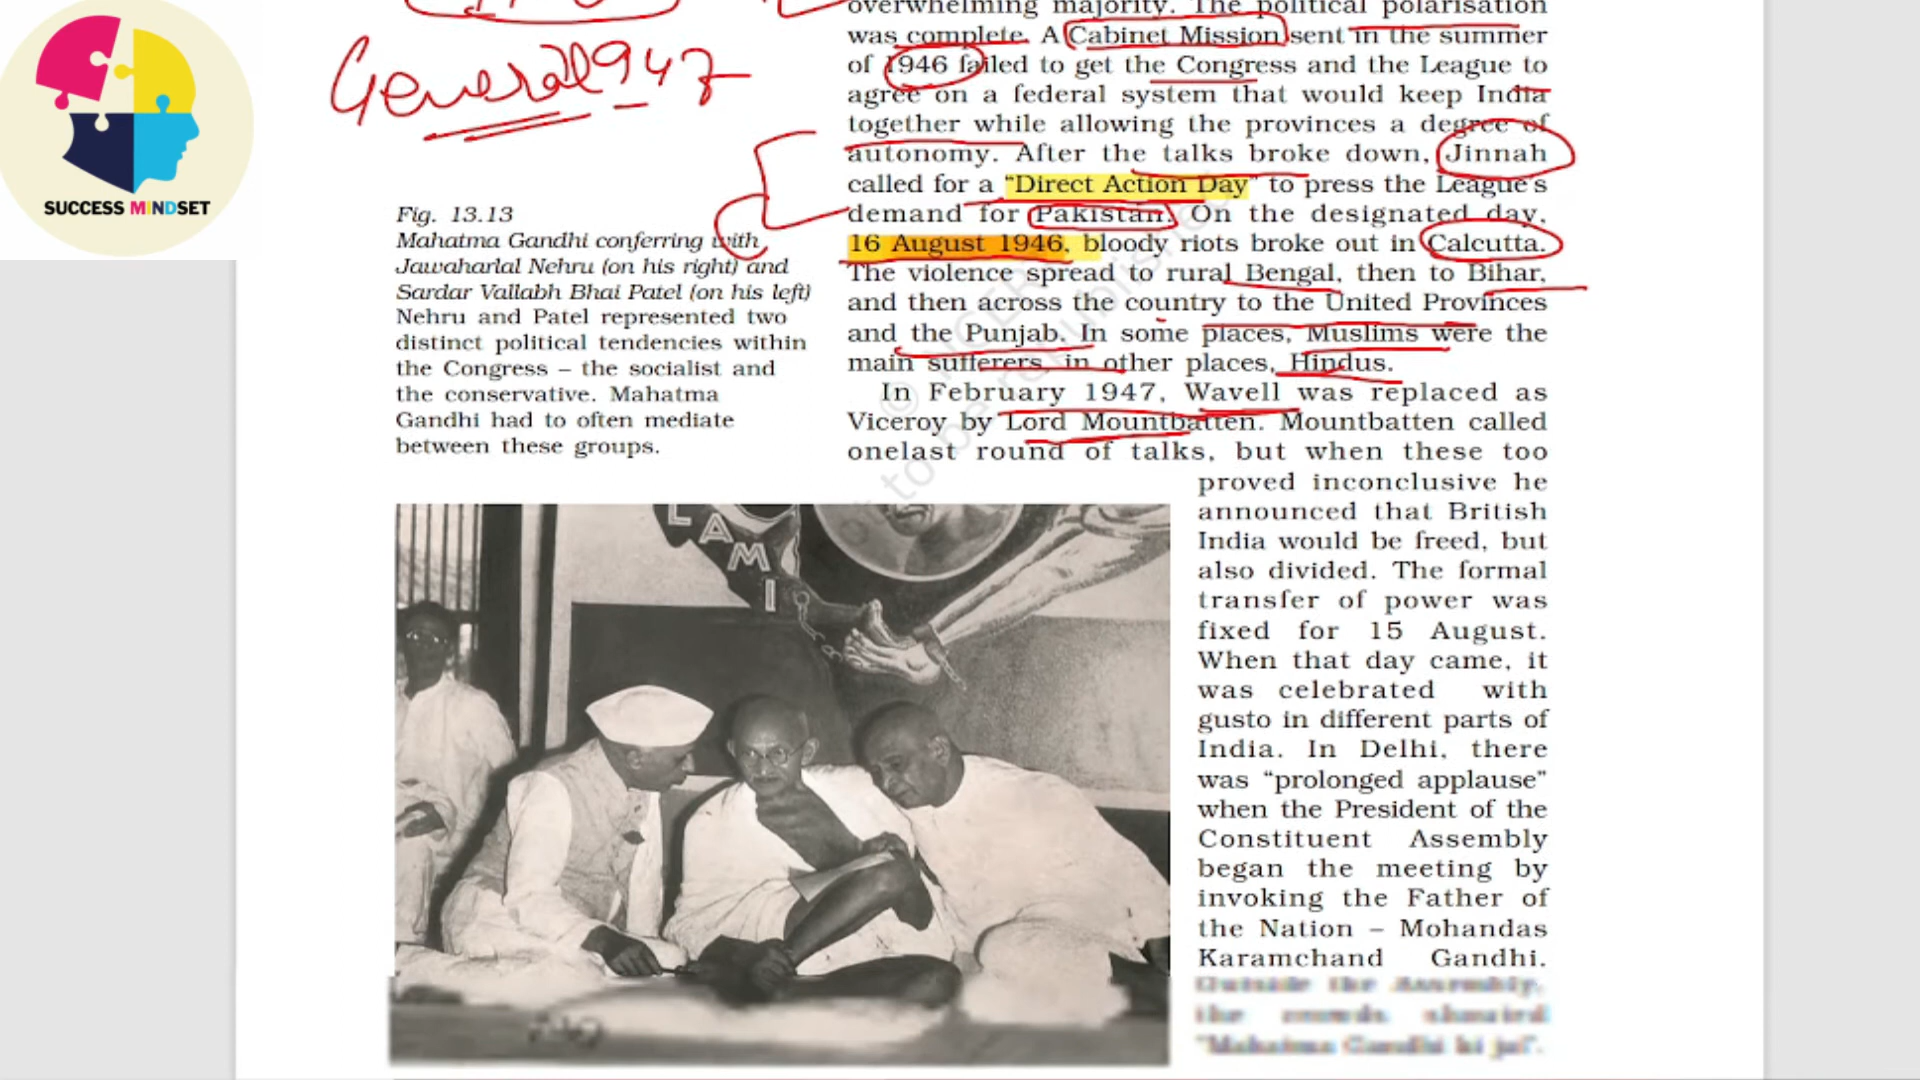 SUCCESS MINDSET
General 1947
Fig. 13.13
Mahatma Gandhi conferring with
Jawaharlal Nehru (on his right) and
Sardar Vallabh Bhai Patel (on his left)
Nehru and Patel represented two
distinct political tendencies within
the Congress – the socialist and
the conservative. Mahatma
Gandhi had to often mediate
between these groups.
overwhelming majority. The political polarisation
was complete. A Cabinet Mission sent in the summer
of 1946 failed to get the Congress and the League to
agree on a federal system that would keep India
together while allowing the provinces a degree of
autonomy. After the talks broke down, Jinnah
called for a “Direct Action Day” to press the League’s
demand for Pakistan. On the designated day,
16 August 1946, bloody riots broke out in Calcutta.
The violence spread to rural Bengal, then to Bihar,
and then across the country to the United Provinces
and the Punjab. In some places, Muslims were the
main sufferers, in other places, Hindus.
In February 1947, Wavell was replaced as
Viceroy by Lord Mountbatten. Mountbatten called
onelast round of talks, but when these too
proved inconclusive he
announced that British
India would be freed, but
also divided. The formal
transfer of power was
fixed for 15 August.
When that day came, it
was celebrated with
gusto in different parts of
India. In Delhi, there
was “prolonged applause”
when the President of the
Constituent Assembly
began the meeting by
invoking the Father of
the Nation – Mohandas
Karamchand Gandhi.
Outside the Assembly,
the crowds shouted
“Mahatma Gandhi ki jai”.
LAMI